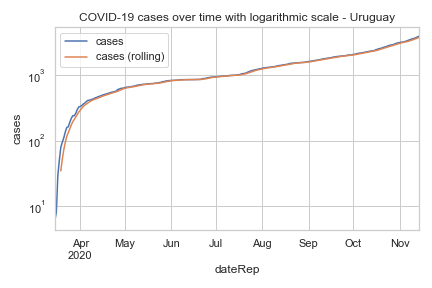 COVID-19 cases over time with logarithmic scale - Uruguay
cases
cases (rolling)
10³
10²
10¹
cases
Apr May Jun Jul Aug Sep Oct Nov
2020
dateRep